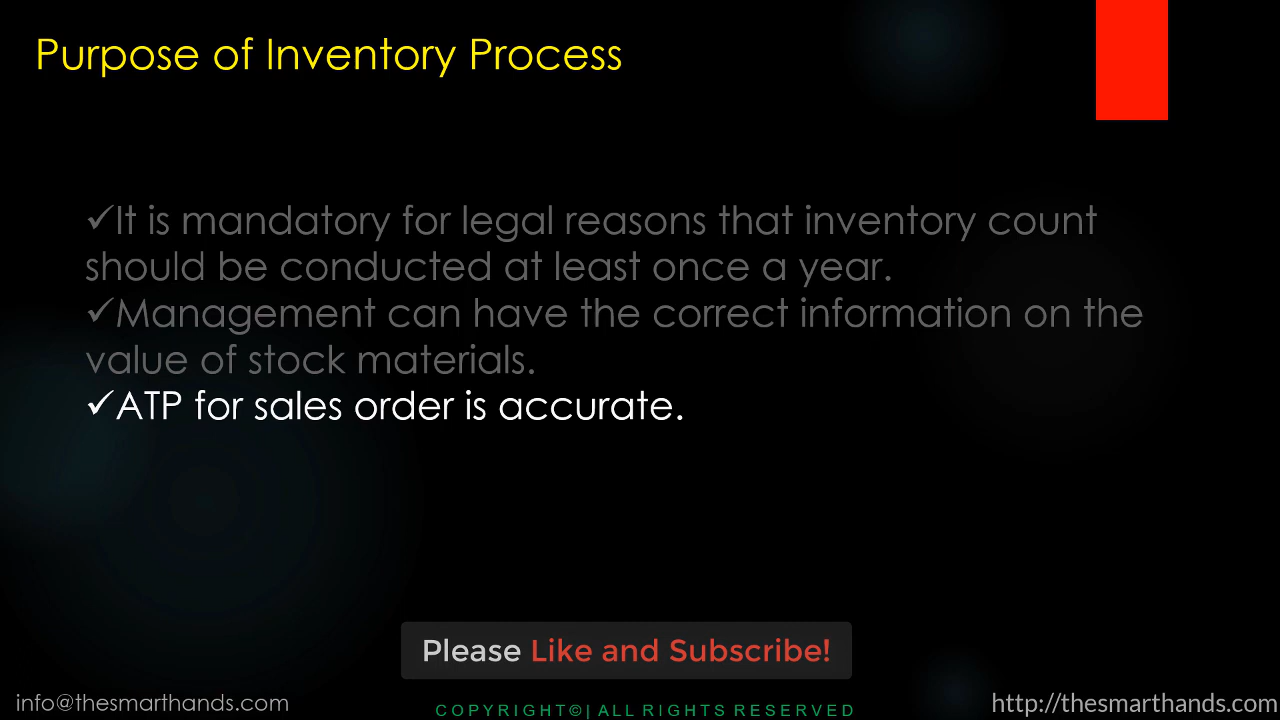 Purpose of Inventory Process
✓It is mandatory for legal reasons that inventory count
should be conducted at least once a year.
✓Management can have the correct information on the
value of stock materials.
✓ATP for sales order is accurate.
Please Like and Subscribe!
info@thesmarthands.com
COPYRIGHT©| ALL RIGHTS RESERVED
http://thesmarthands.com